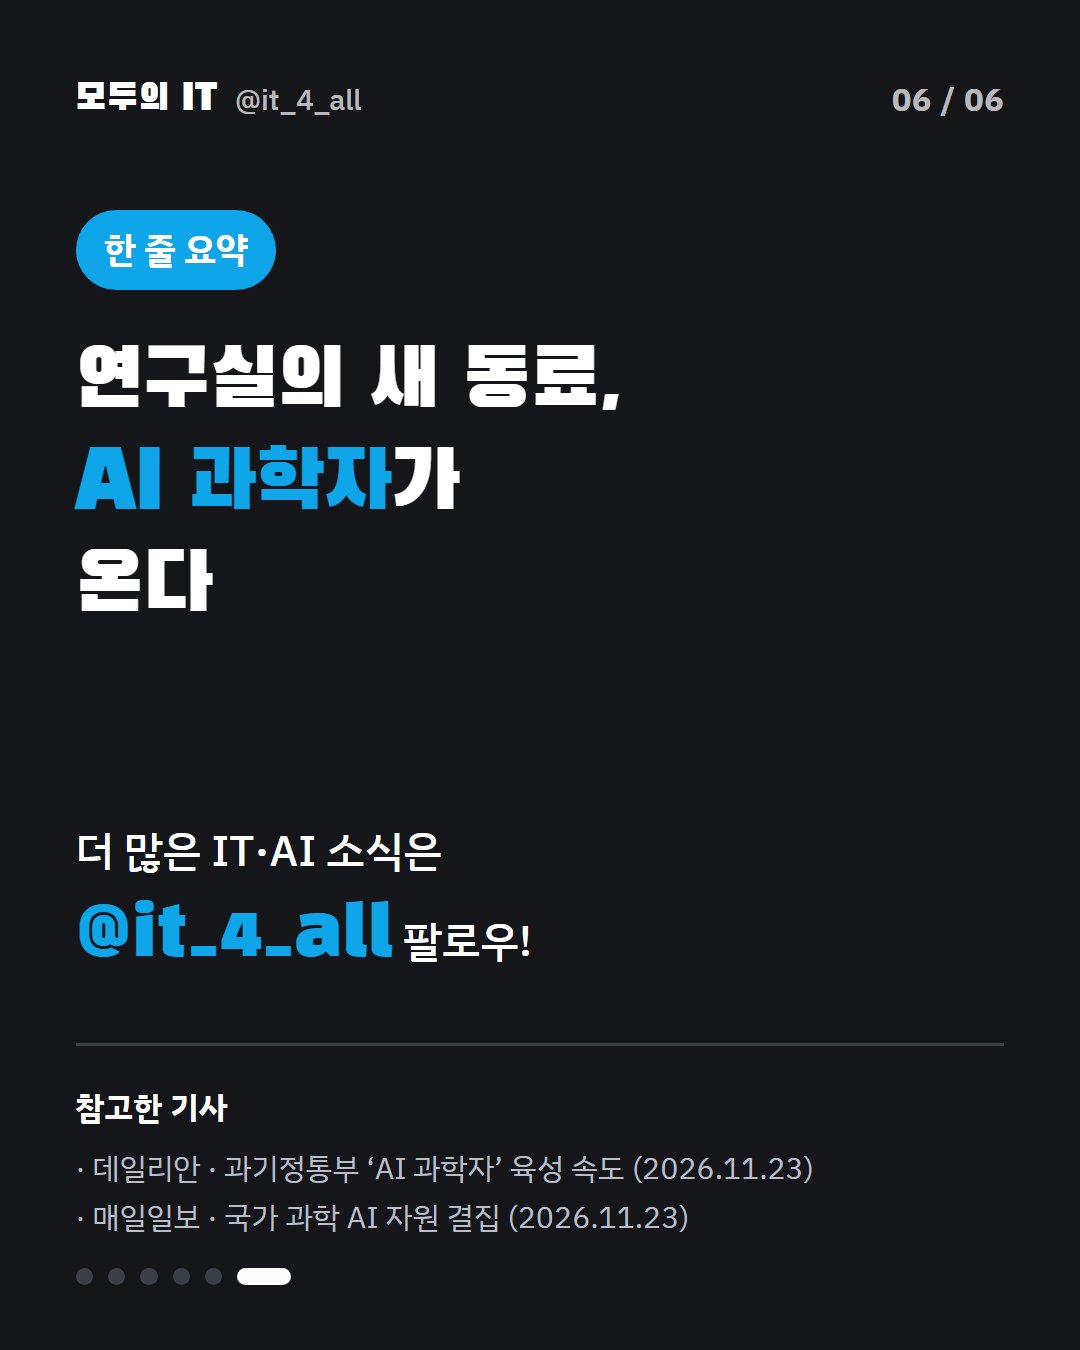 모두의 IT @it_4_all
06 / 06
한 줄 요약
연구실의 새 동료,
AI 과학자가
온다
더 많은 IT·AI 소식은
@it_4_all 팔로우!
참고한 기사
· 데일리안 · 과기정통부 ‘AI 과학자’ 육성 속도 (2026.11.23)
· 매일일보 · 국가 과학 AI 자원 결집 (2026.11.23)